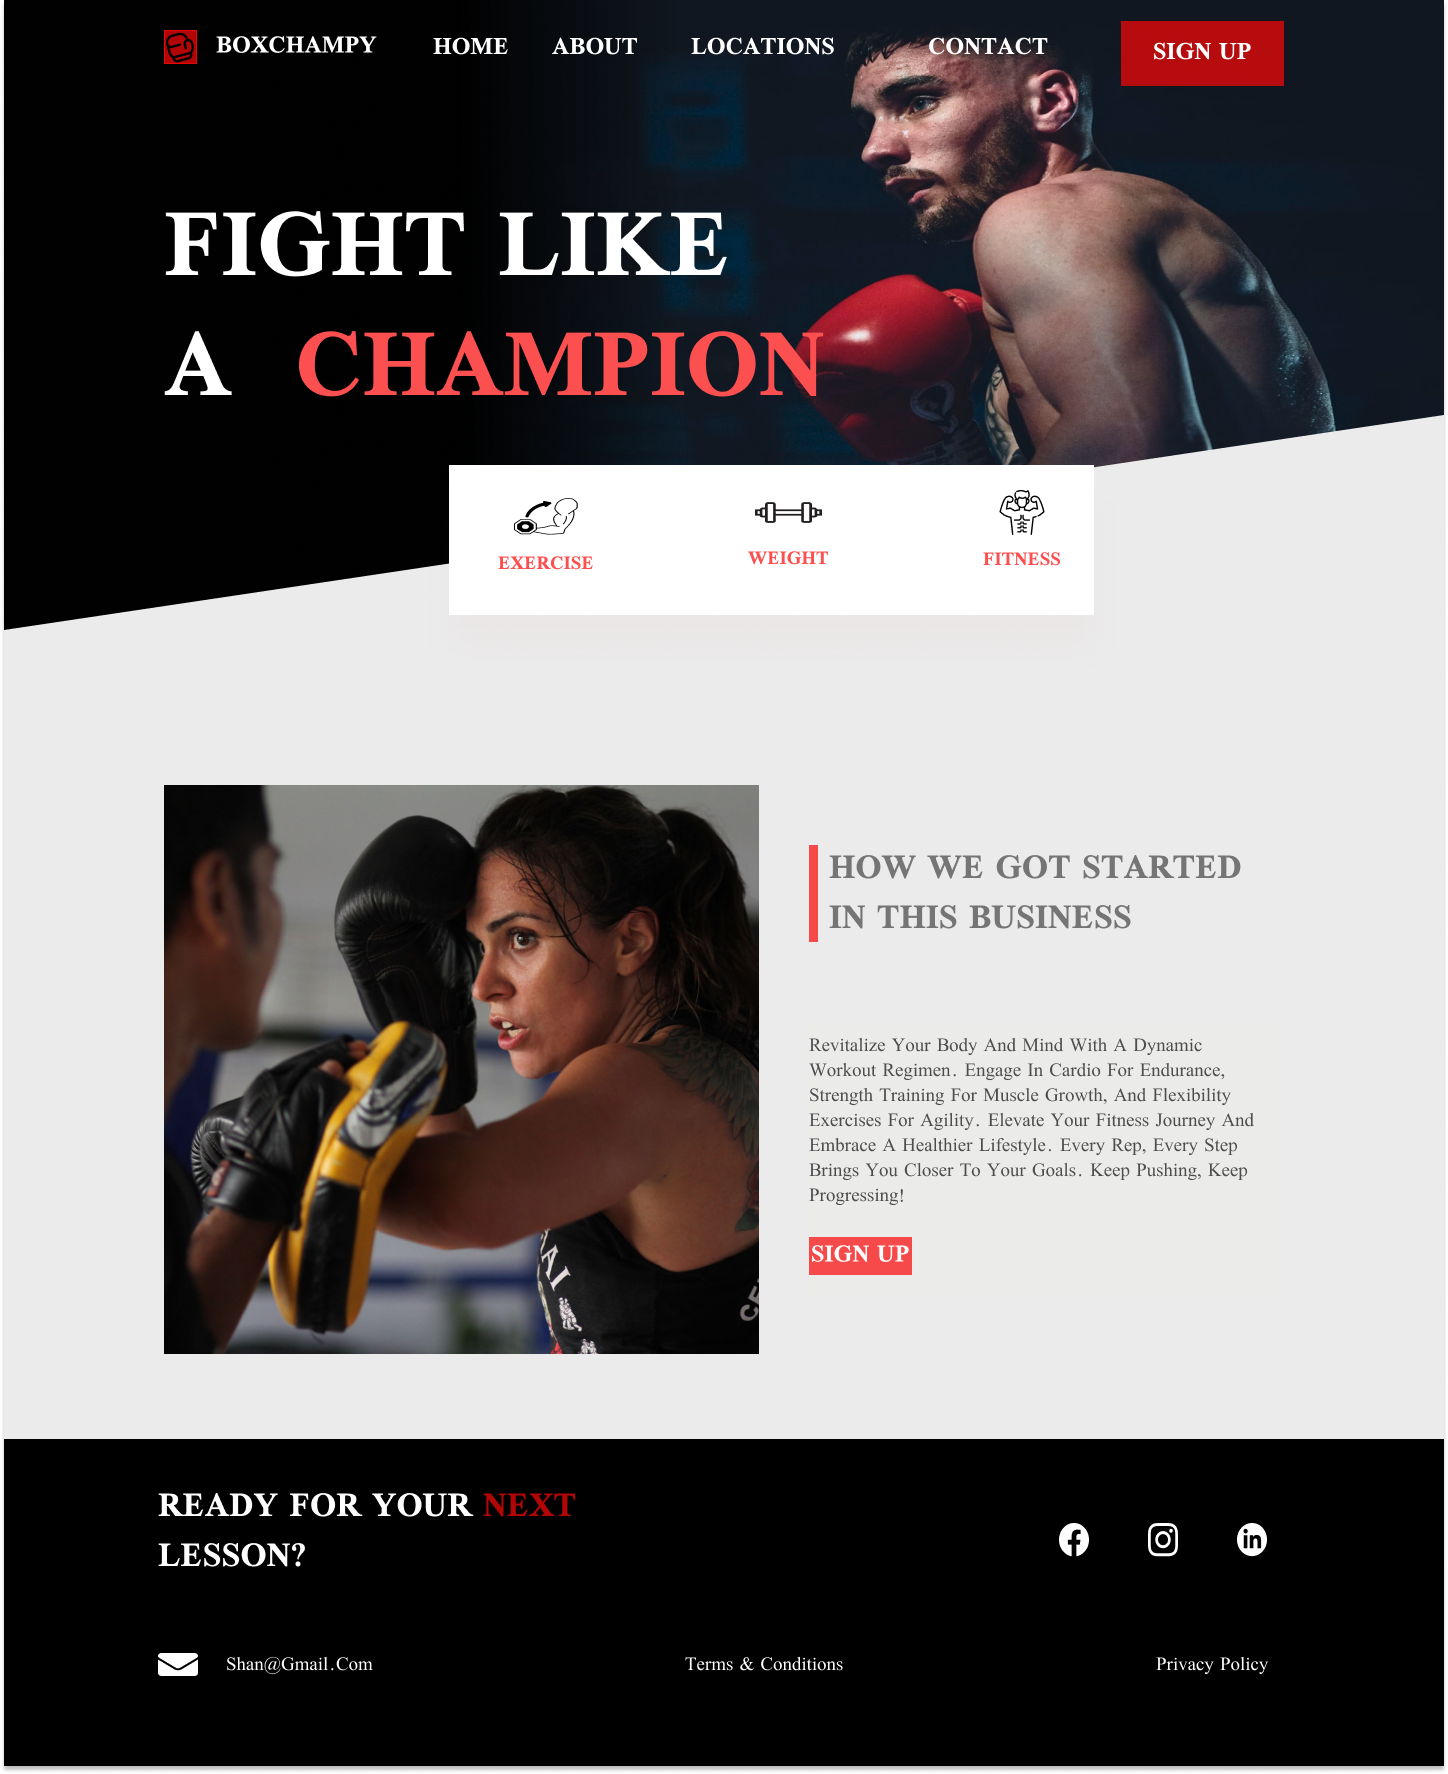 BOXCHAMPY HOME ABOUT LOCATIONS CONTACT SIGN UP
FIGHT LIKE
A CHAMPION
EXERCISE WEIGHT FITNESS
HOW WE GOT STARTED
IN THIS BUSINESS
Revitalize Your Body And Mind With A Dynamic
Workout Regimen. Engage In Cardio For Endurance,
Strength Training For Muscle Growth, And Flexibility
Exercises For Agility. Elevate Your Fitness Journey And
Embrace A Healthier Lifestyle. Every Rep, Every Step
Brings You Closer To Your Goals. Keep Pushing, Keep
Progressing!
SIGN UP
READY FOR YOUR NEXT
LESSON?
Shan@Gmail.Com Terms & Conditions Privacy Policy